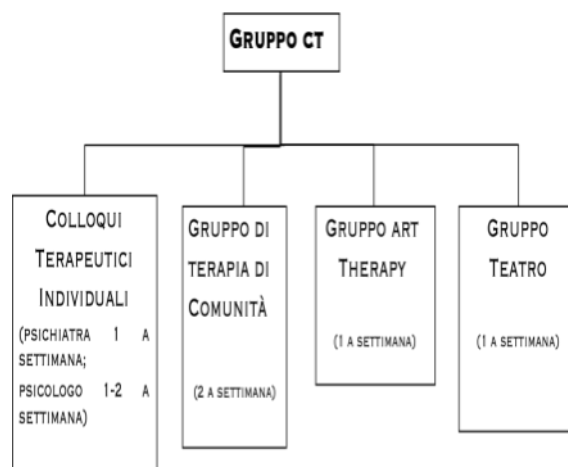 GRUPPO CT
COLLOQUI
TERAPEUTICI
INDIVIDUALI
(PSICHIATRA 1 A
SETTIMANA;
PSICOLOGO 1-2 A
SETTIMANA)
GRUPPO DI
TERAPIA DI
COMUNITÀ
(2 A SETTIMANA)
GRUPPO ART
THERAPY
(1 A SETTIMANA)
GRUPPO
TEATRO
(1 A SETTIMANA)